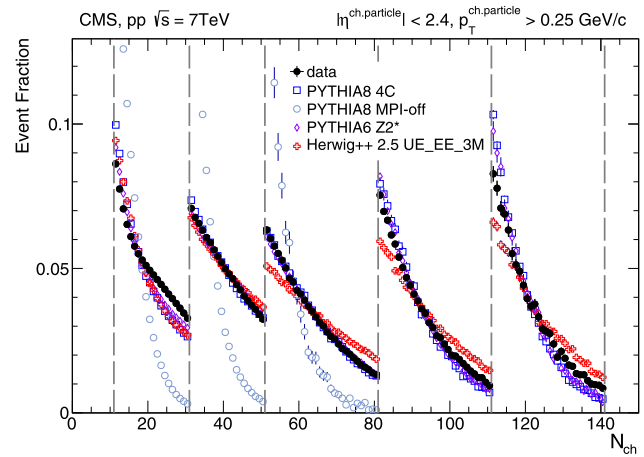 CMS, pp √s = 7TeV
|η^ch.particle| < 2.4, p_T^ch.particle > 0.25 GeV/c
Event Fraction
data
PYTHIA8 4C
PYTHIA8 MPI-off
PYTHIA6 Z2*
Herwig++ 2.5 UE_EE_3M
0.1
0.05
0
0 20 40 60 80 100 120 140
N_ch